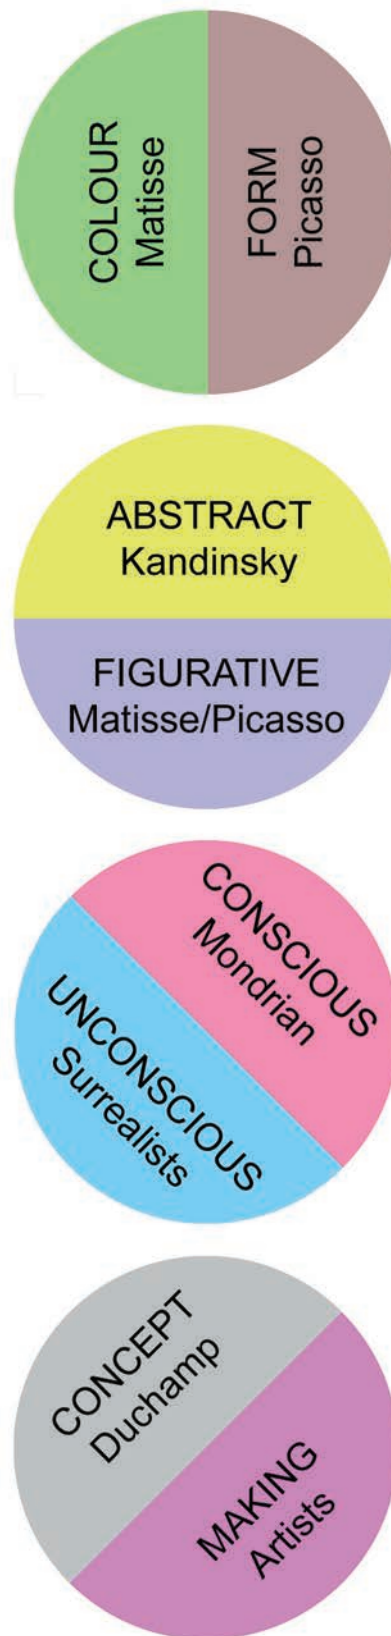 COLOUR
Matisse
FORM
Picasso
ABSTRACT
Kandinsky
FIGURATIVE
Matisse/Picasso
CONSCIOUS
Mondrian
UNCONSCIOUS
Surrealists
CONCEPT
Duchamp
MAKING
Artists